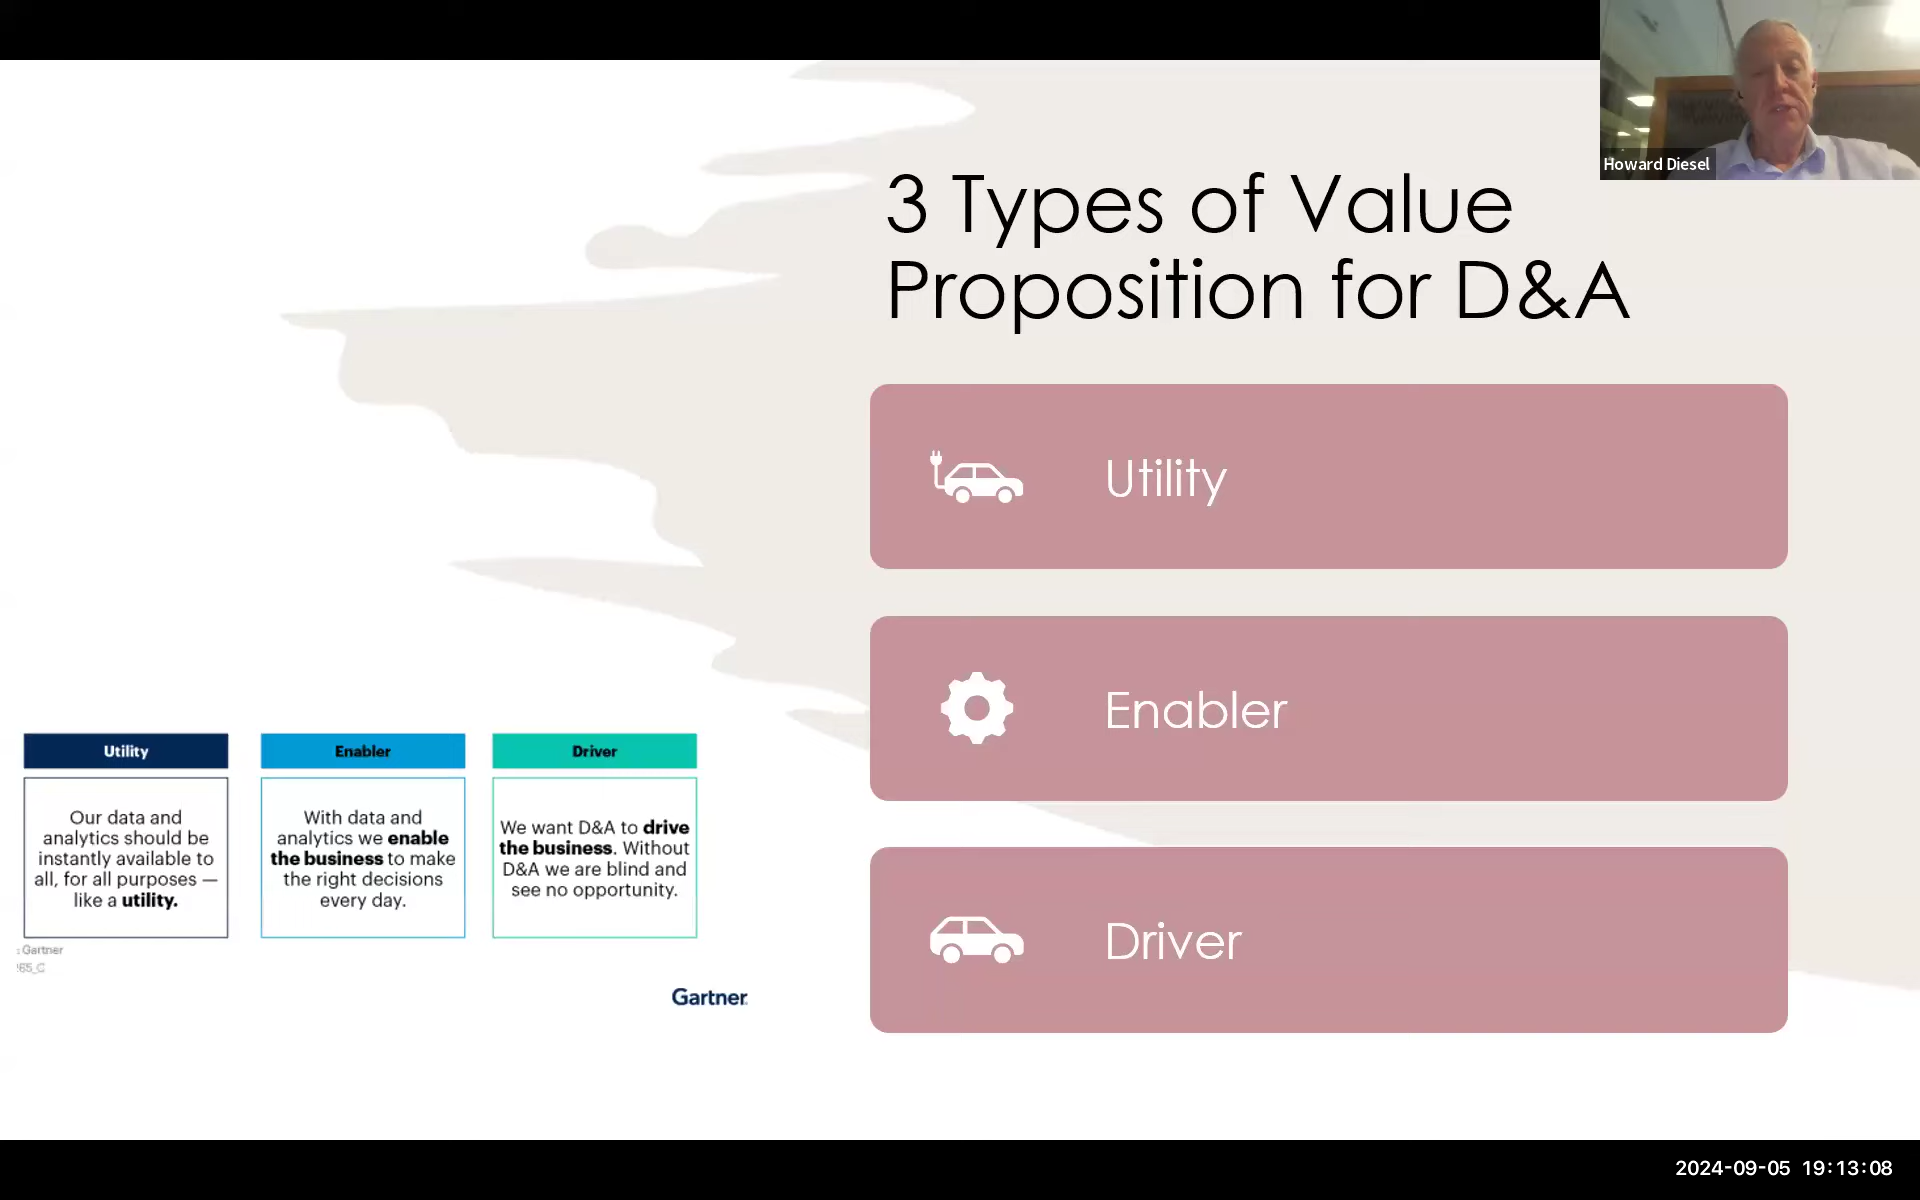 Howard Diesel
3 Types of Value
Proposition for D&A
Utility
Enabler
Driver
Utility
Our data and
analytics should be
instantly available to
all, for all purposes —
like a utility.
Enabler
With data and
analytics we enable
the business to make
the right decisions
every day.
Driver
We want D&A to drive
the business. Without
D&A we are blind and
see no opportunity.
: Gartner
Gartner
2024-09-05 19:13:08